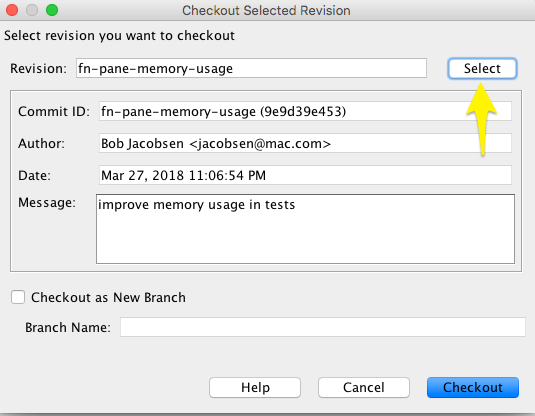 Checkout Selected Revision
Select revision you want to checkout
Revision: fn-pane-memory-usage Select
Commit ID: fn-pane-memory-usage (9e9d39e453)
Author: Bob Jacobsen <jacobsen@mac.com>
Date: Mar 27, 2018 11:06:54 PM
Message: improve memory usage in tests
Checkout as New Branch
Branch Name:
Help Cancel Checkout